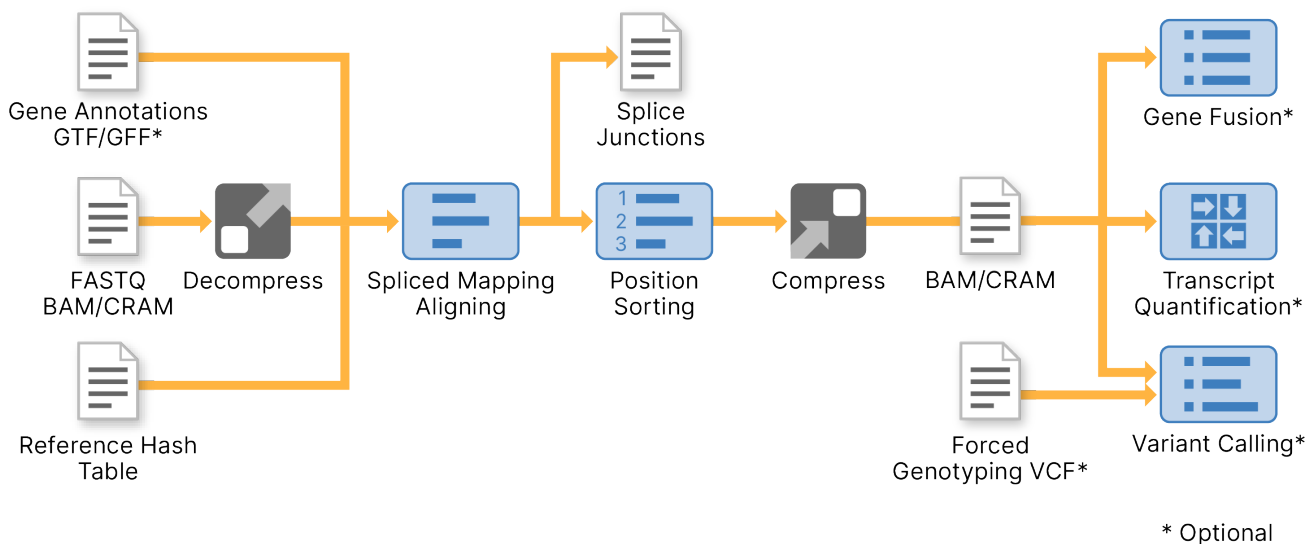 Gene Annotations
GTF/GFF*
Splice
Junctions
Gene Fusion*
FASTQ
BAM/CRAM
Decompress
Spliced Mapping
Aligning
1
2
3
Position
Sorting
Compress
BAM/CRAM
Transcript
Quantification*
Reference Hash
Table
Forced
Genotyping VCF*
Variant Calling*
* Optional